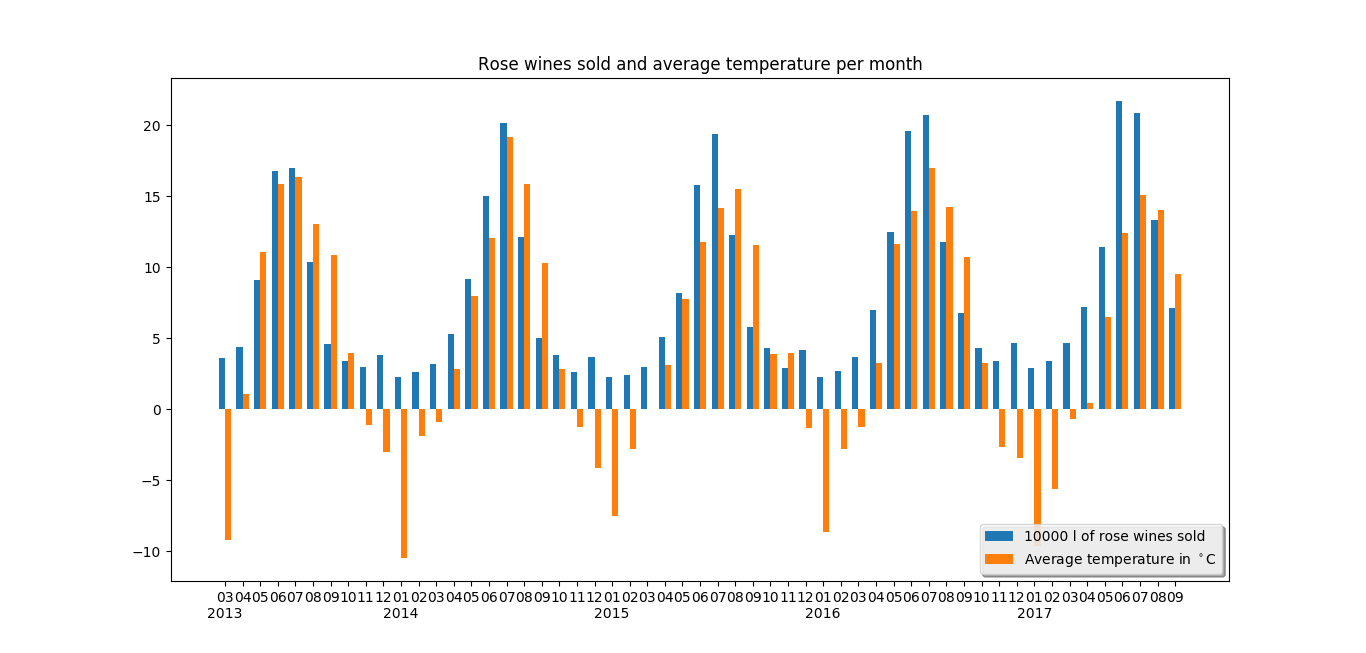 Rose wines sold and average temperature per month
20
15
10
5
0
−5
−10
10000 l of rose wines sold
Average temperature in °C
03 04 05 06 07 08 09 10 11 12 01 02 03 04 05 06 07 08 09 10 11 12 01 02 03 04 05 06 07 08 09 10 11 12 01 02 03 04 05 06 07 08 09 10 11 12 01 02 03 04 05 06 07 08 09
2013 2014 2015 2016 2017